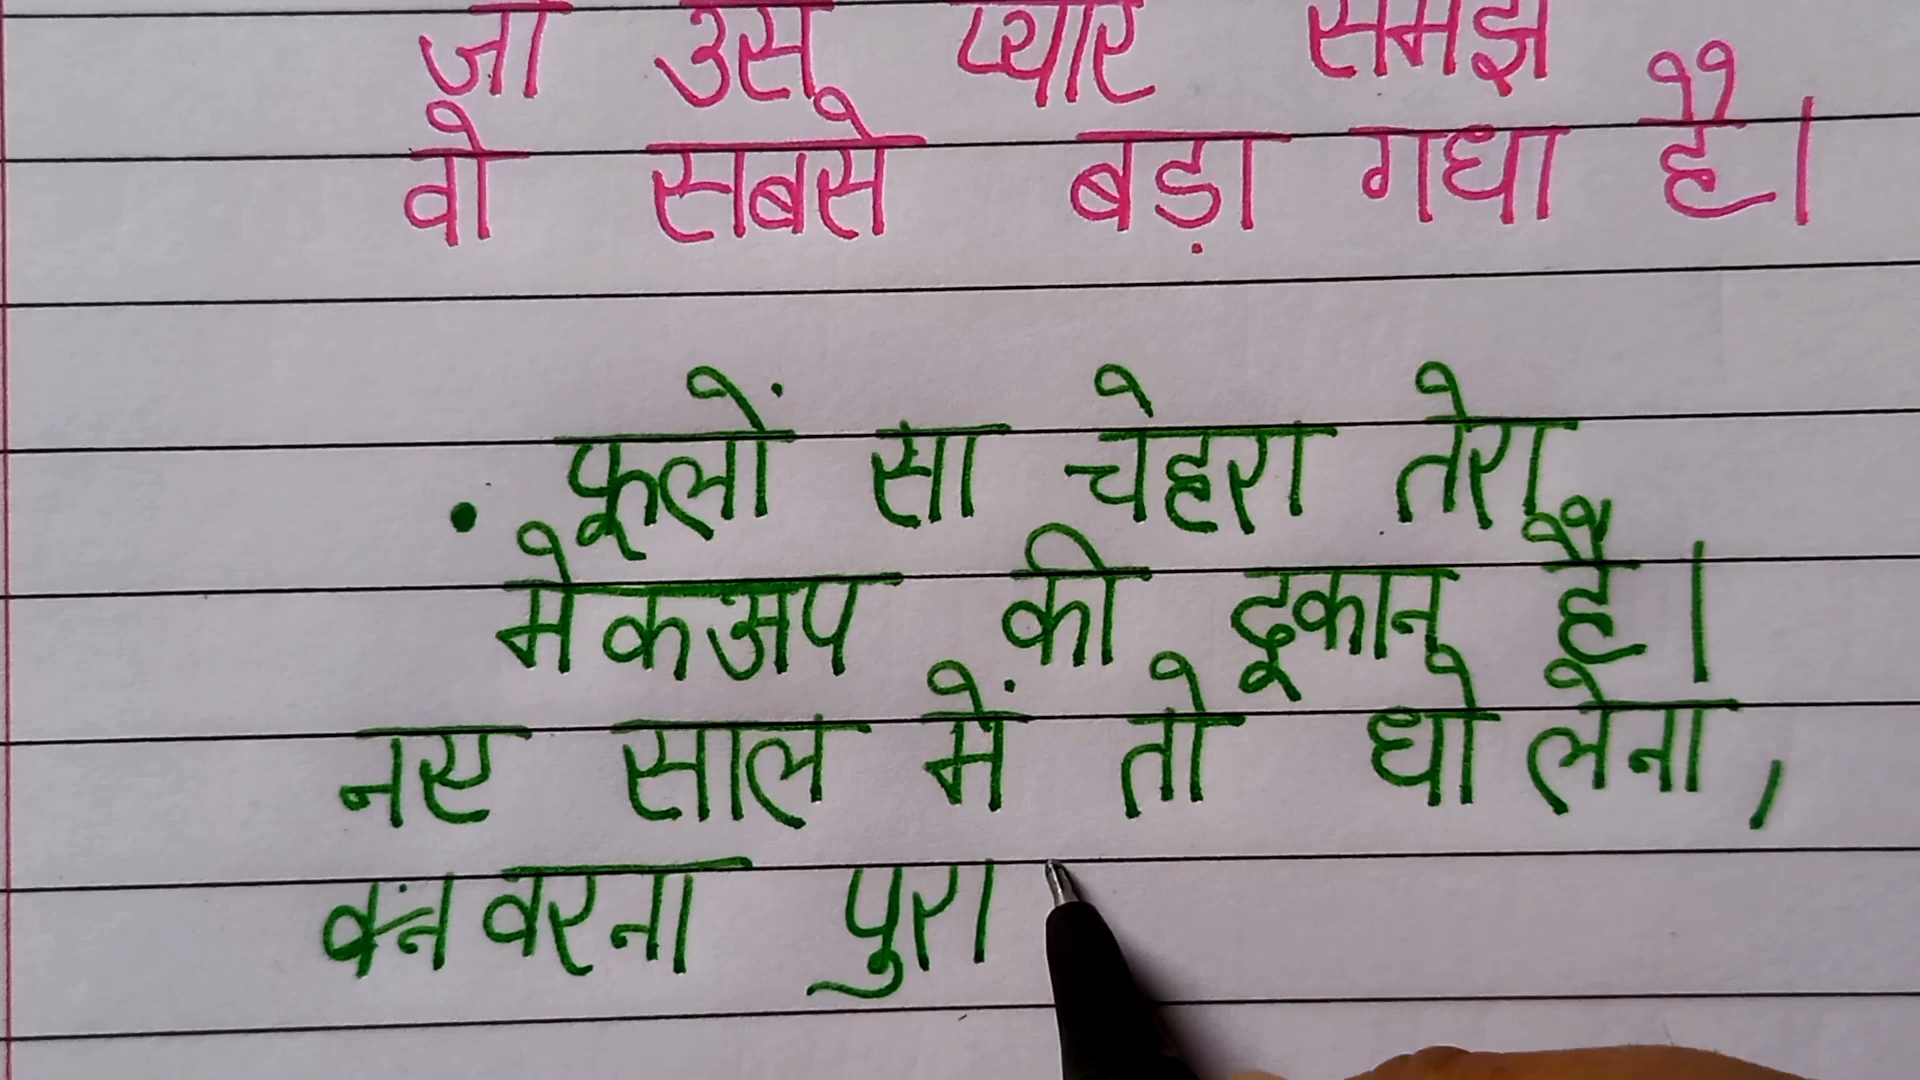 जो उसे प्यार समझे
वो सबसे बड़ा गधा है।
• फूलों सा चेहरा तेरा
मेकअप की दूकान है।
नए साल में तो धो लेना,
वरना पुरा